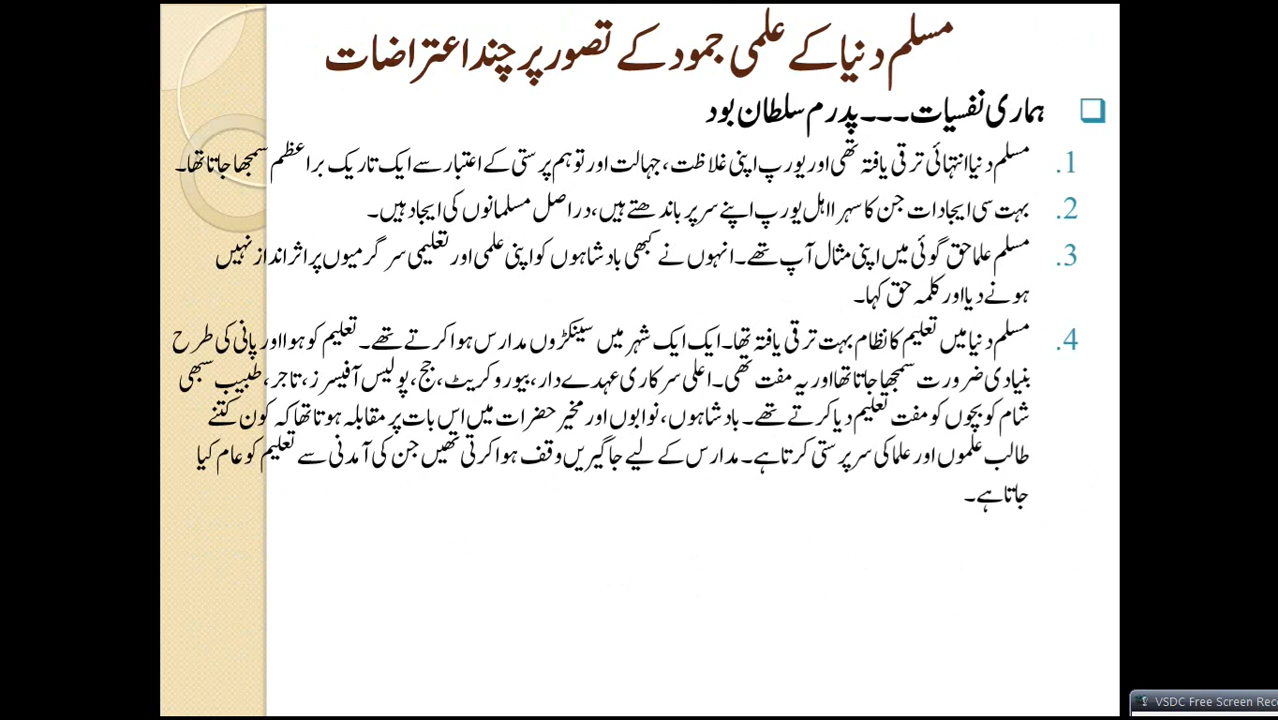 مسلم دنیا کے علمی جمود کے تصور پر چند اعتراضات
ہماری نفسیات۔۔۔پدرم سلطان بود
1. مسلم دنیا انتہائی ترقی یافتہ تھی اور یورپ اپنی غلاظت، جہالت اور توہم پرستی کے اعتبار سے ایک تاریک براعظم سمجھا جاتا تھا۔
2. بہت سی ایجادات جن کا سہرا اہل یورپ اپنے سر پر باندھتے ہیں، دراصل مسلمانوں کی ایجاد ہیں۔
3. مسلم علما حق گوئی میں اپنی مثال آپ تھے۔ انہوں نے کبھی بادشاہوں کو اپنی علمی اور تعلیمی سرگرمیوں پر اثر انداز نہیں
ہونے دیا اور کلمہ حق کہا۔
4. مسلم دنیا میں تعلیم کا نظام بہت ترقی یافتہ تھا۔ ایک ایک شہر میں سینکڑوں مدارس ہوا کرتے تھے۔ تعلیم کو ہوا اور پانی کی طرح
بنیادی ضرورت سمجھا جاتا تھا اور یہ مفت تھی۔ اعلی سرکاری عہدے دار، بیوروکریٹ، جج، پولیس آفیسرز، تاجر، طبیب سبھی
شام کو بچوں کو مفت تعلیم دیا کرتے تھے۔ بادشاہوں، نوابوں اور مخیر حضرات میں اس بات پر مقابلہ ہوتا تھا کہ کون کتنے
طالب علموں اور علما کی سرپرستی کرتا ہے۔ مدارس کے لیے جاگیریں وقف ہوا کرتی تھیں جن کی آمدنی سے تعلیم کو عام کیا
جاتا ہے۔
VSDC Free Screen Rec